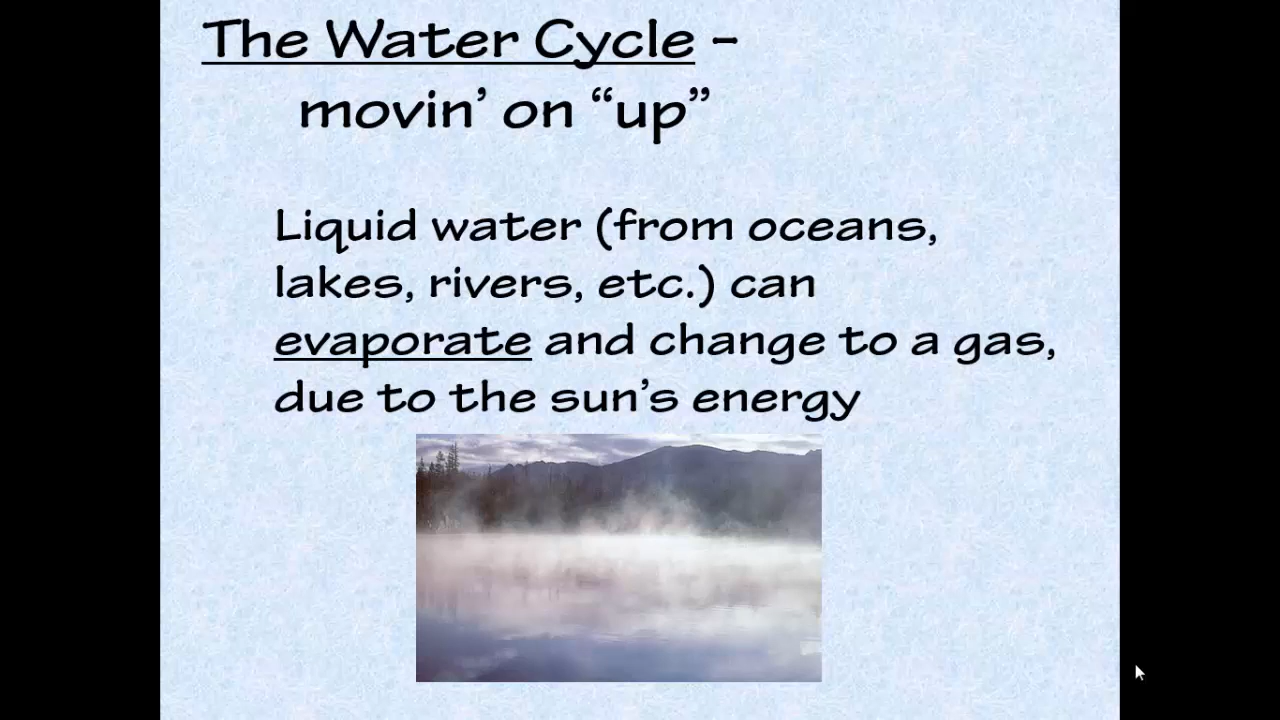 The Water Cycle –
movin’ on “up”
Liquid water (from oceans,
lakes, rivers, etc.) can
evaporate and change to a gas,
due to the sun’s energy